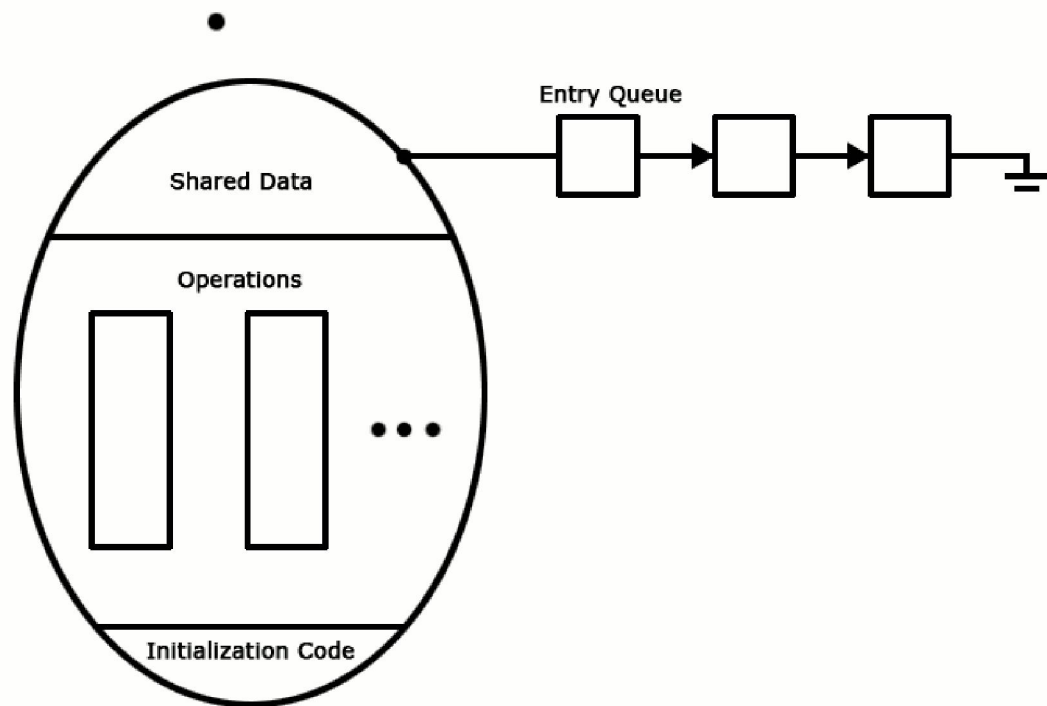 Entry Queue
Shared Data
Operations
Initialization Code